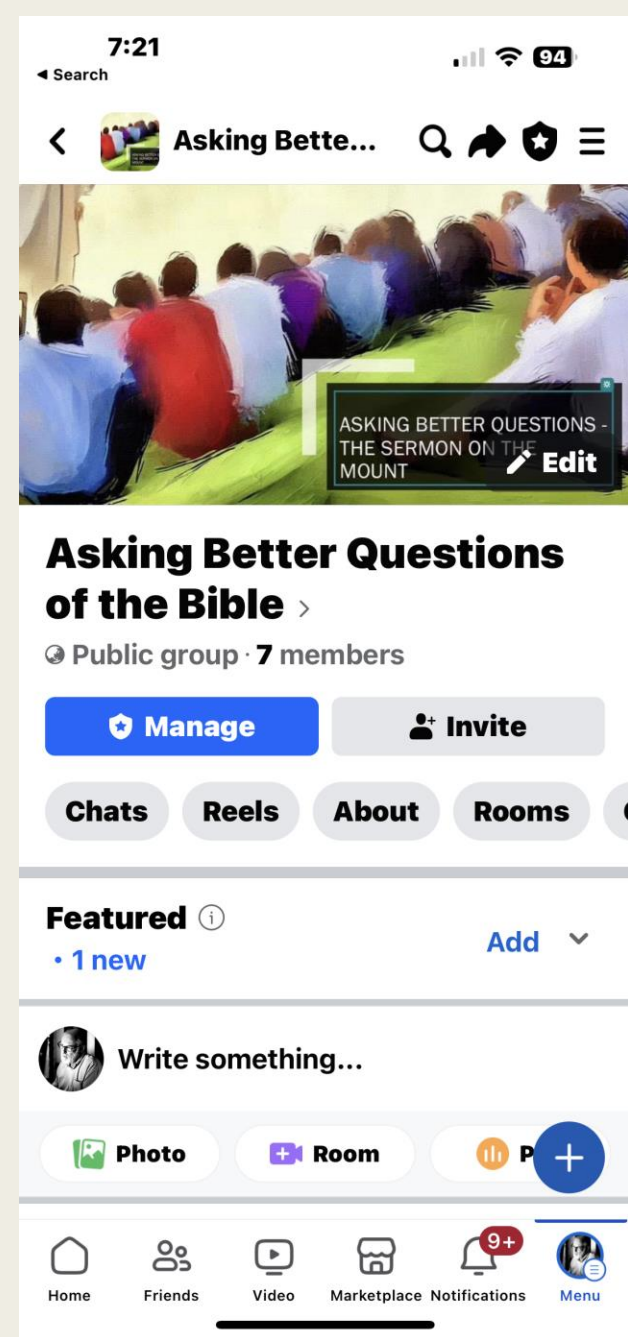 7:21
94
◂ Search
Asking Bette...
ASKING BETTER QUESTIONS -
THE SERMON ON THE
MOUNT
Edit
Asking Better Questions
of the Bible ›
Public group · 7 members
Manage
Invite
Chats
Reels
About
Rooms
Featured
• 1 new
Add
Write something...
Photo
Room
P
9+
Home
Friends
Video
Marketplace
Notifications
Menu